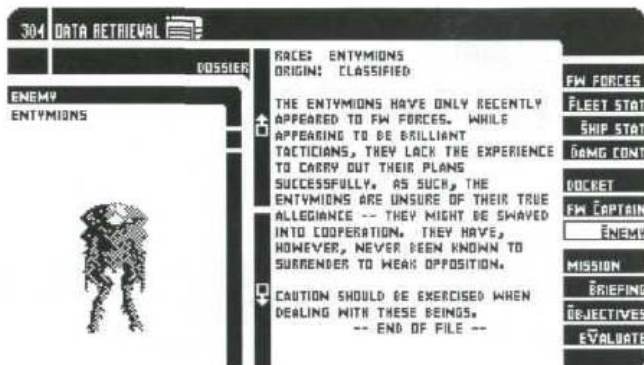 304 DATA RETRIEVAL
DOSSIER
ENEMY
ENTYMIONS
RACE: ENTYMIONS
ORIGIN: CLASSIFIED
THE ENTYMIONS HAVE ONLY RECENTLY
APPEARED TO FW FORCES. WHILE
APPEARING TO BE BRILLIANT
TACTICIANS, THEY LACK THE EXPERIENCE
TO CARRY OUT THEIR PLANS
SUCCESSFULLY. AS SUCH, THE
ENTYMIONS ARE UNSURE OF THEIR TRUE
ALLEGIANCE -- THEY MIGHT BE SWAYED
INTO COOPERATION. THEY HAVE,
HOWEVER, NEVER BEEN KNOWN TO
SURRENDER TO WEAK OPPOSITION.
CAUTION SHOULD BE EXERCISED WHEN
DEALING WITH THESE BEINGS.
-- END OF FILE --
FW FORCES
FLEET STAT
SHIP STAT
GAMG CONT
DOCKET
FW CAPTAIN
ENEMY
MISSION
BRIEFING
OBJECTIVES
EVALUATE